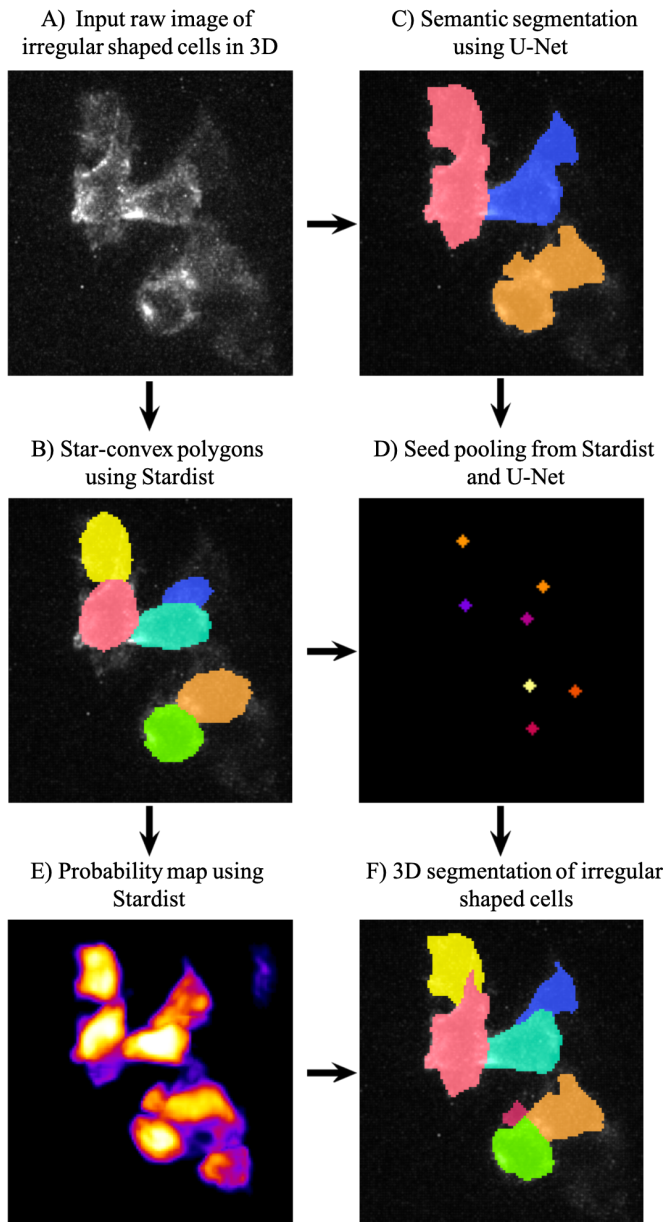 A) Input raw image of
irregular shaped cells in 3D
C) Semantic segmentation
using U-Net
B) Star-convex polygons
using Stardist
D) Seed pooling from Stardist
and U-Net
E) Probability map using
Stardist
F) 3D segmentation of irregular
shaped cells